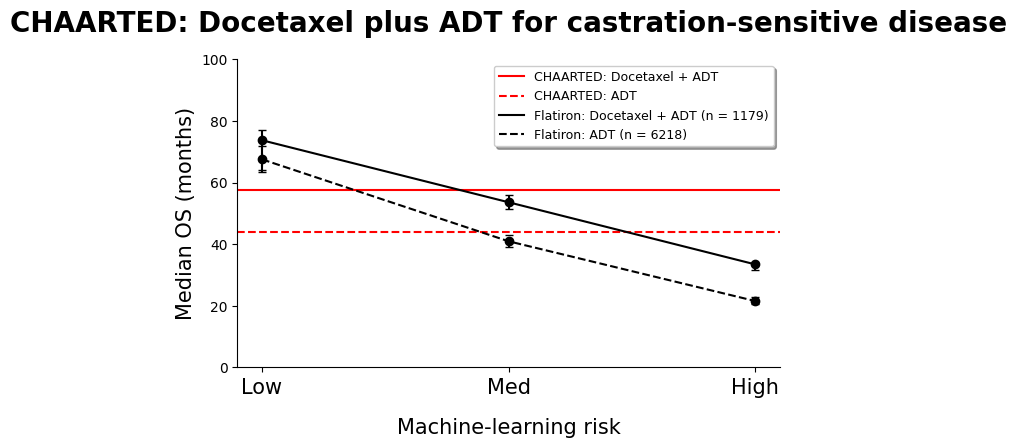 CHAARTED: Docetaxel plus ADT for castration-sensitive disease
100
80
60
40
20
0
Median OS (months)
CHAARTED: Docetaxel + ADT
CHAARTED: ADT
Flatiron: Docetaxel + ADT (n = 1179)
Flatiron: ADT (n = 6218)
Low
Med
High
Machine-learning risk